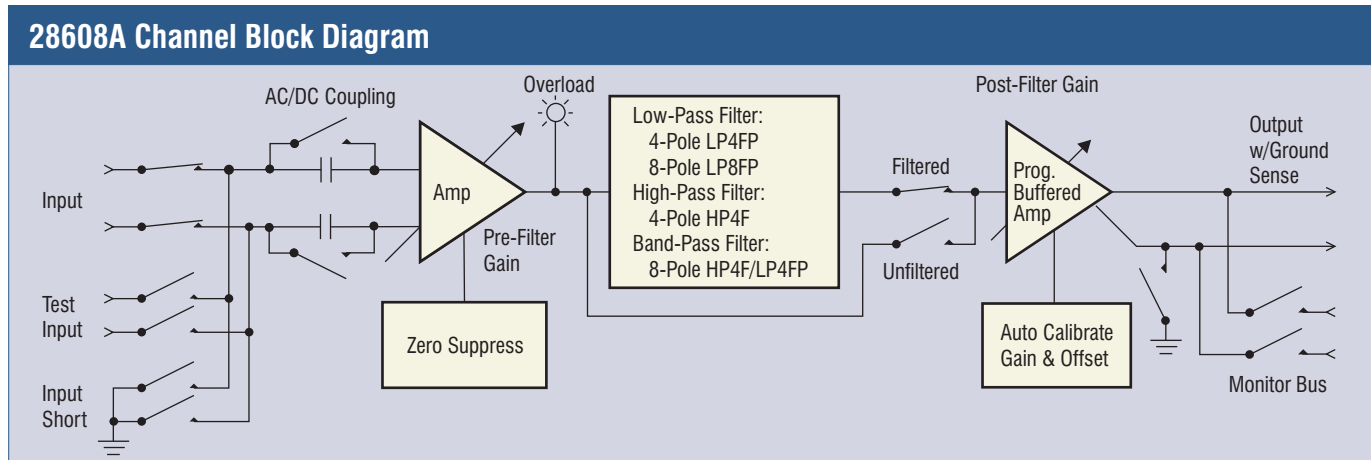 28608A Channel Block Diagram
AC/DC Coupling
Overload
Post-Filter Gain
Input
Test
Input
Input
Short
Amp
Pre-Filter
Gain
Zero Suppress
Low-Pass Filter:
4-Pole LP4FP
8-Pole LP8FP
High-Pass Filter:
4-Pole HP4F
Band-Pass Filter:
8-Pole HP4F/LP4FP
Filtered
Unfiltered
Prog.
Buffered
Amp
Auto Calibrate
Gain & Offset
Output
w/Ground
Sense
Monitor Bus